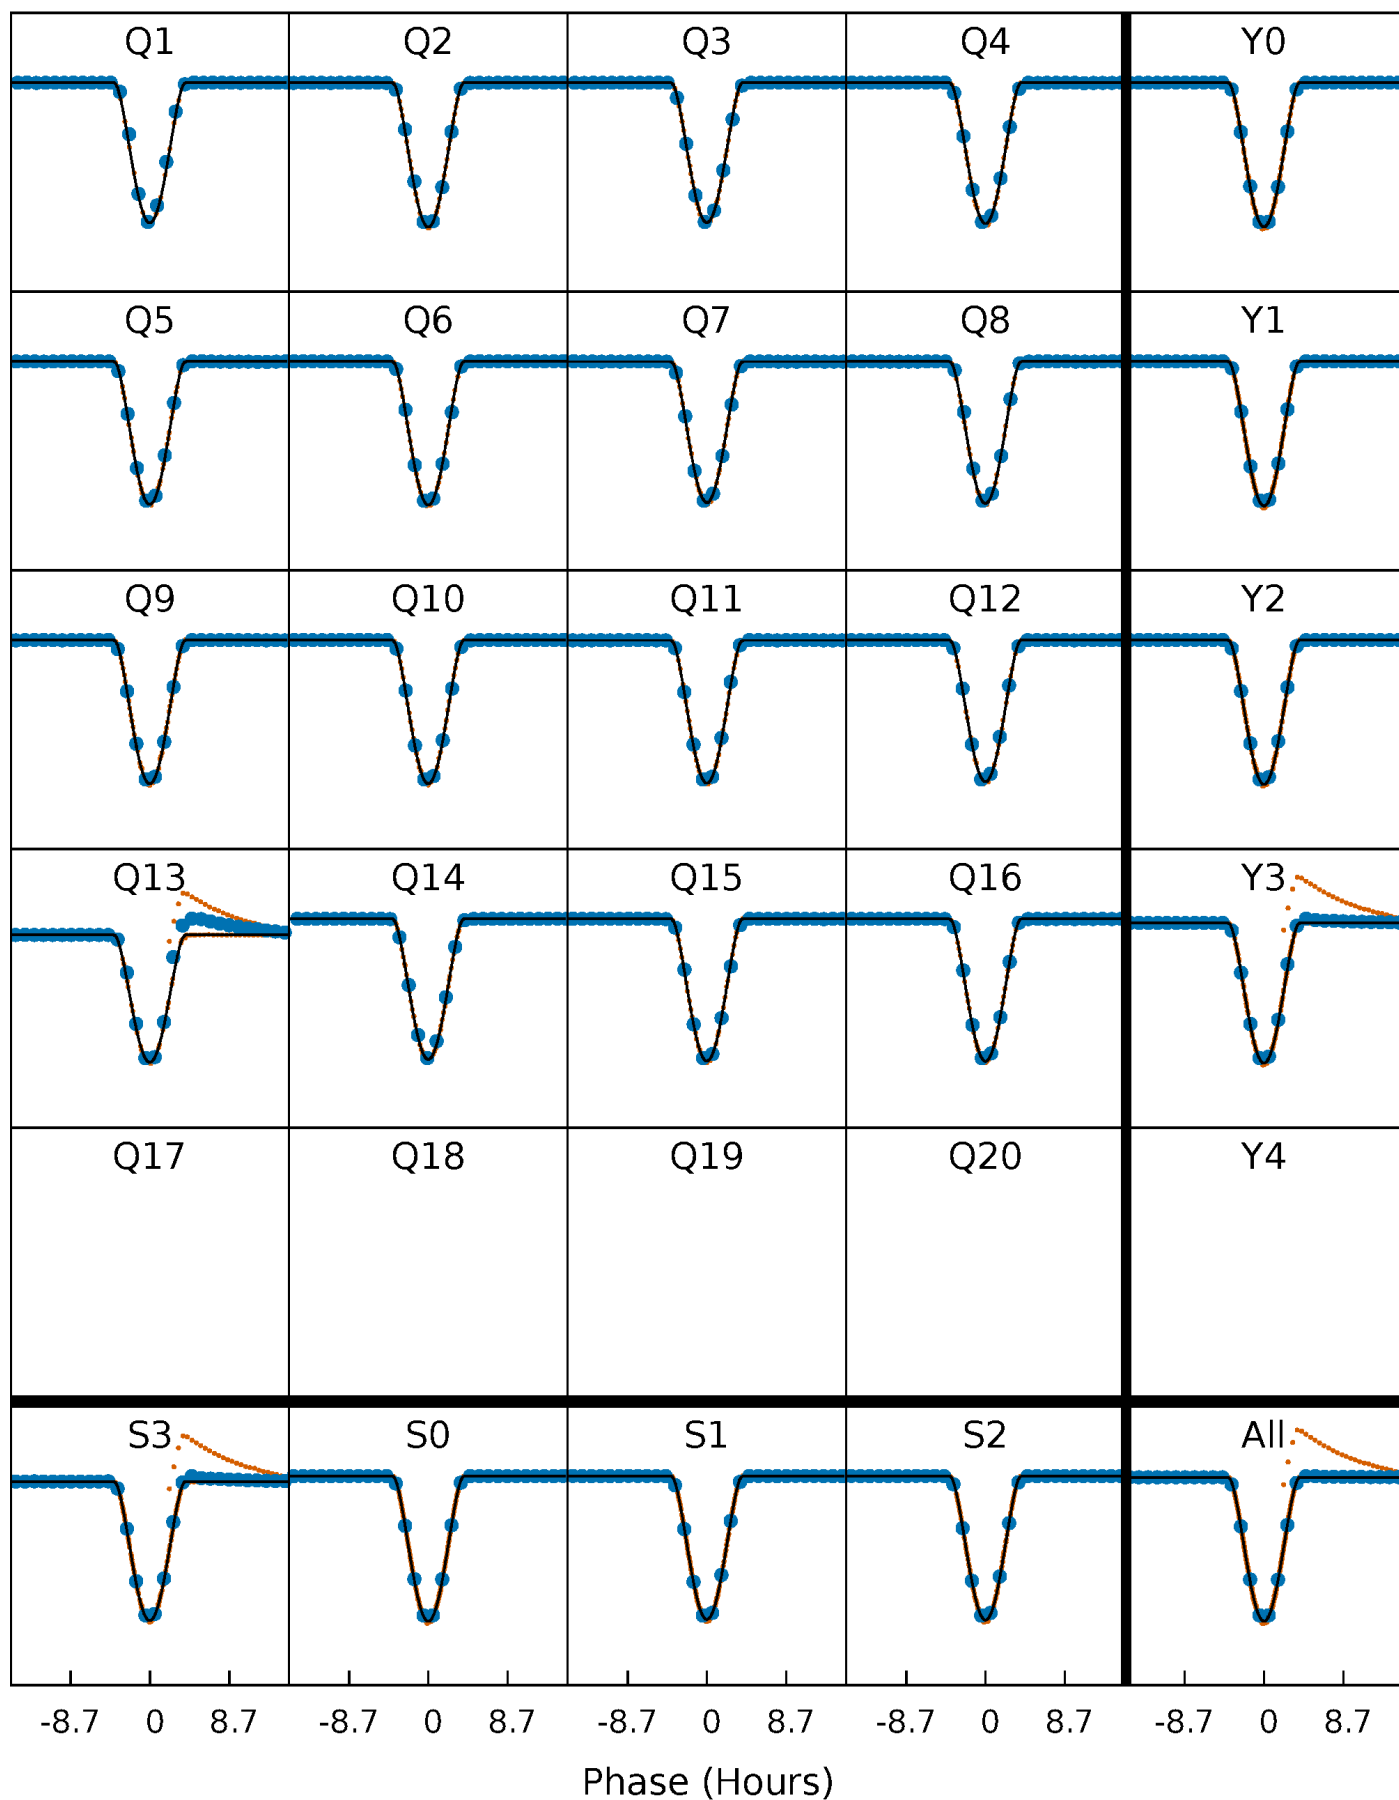 Q1 Q2 Q3 Q4 Y0
Q5 Q6 Q7 Q8 Y1
Q9 Q10 Q11 Q12 Y2
Q13 Q14 Q15 Q16 Y3
Q17 Q18 Q19 Q20 Y4
S3 S0 S1 S2 All
-8.7 0 8.7 -8.7 0 8.7 -8.7 0 8.7 -8.7 0 8.7 -8.7 0 8.7
Phase (Hours)